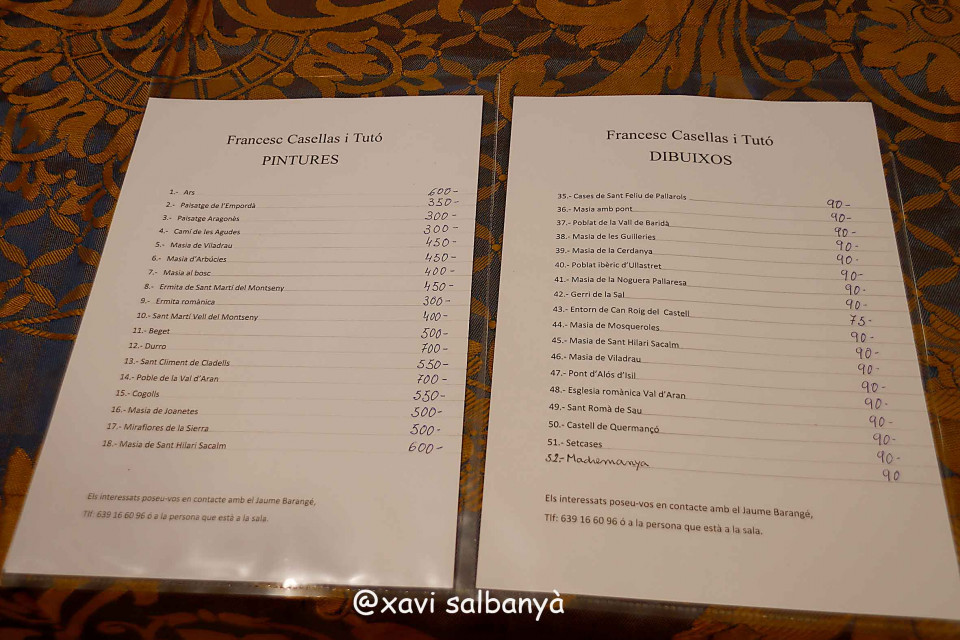 Francesc Casellas i Tutó
PINTURES
1.- Ars 600-
2.- Paisatge de l'Empordà 350-
3.- Paisatge Aragonès 300-
4.- Camí de les Agudes 300-
5.- Masia de Viladrau 450-
6.- Masia d'Arbúcies 450-
7.- Masia al bosc 400-
8.- Ermita de Sant Martí del Montseny 450-
9.- Ermita romànica 300-
10.- Sant Martí Vell del Montseny 400-
11.- Beget 500-
12.- Durro 700-
13.- Sant Climent de Cladells 550-
14.- Poble de la Val d'Aran 700-
15.- Cogolls 550-
16.- Masia de Joanetes 500-
17.- Miraflores de la Sierra 500-
18.- Masia de Sant Hilari Sacalm 600-
Els interessats poseu-vos en contacte amb el Jaume Barangé,
Tlf: 639 16 60 96 ó a la persona que està a la sala.
Francesc Casellas i Tutó
DIBUIXOS
35.- Cases de Sant Feliu de Pallarols 90-
36.- Masia amb pont 90-
37.- Poblat de la Vall de Baridà 90-
38.- Masia de les Guilleries 90-
39.- Masia de la Cerdanya 90-
40.- Poblat ibèric d'Ullastret 90-
41.- Masia de la Noguera Pallaresa 90-
42.- Gerri de la Sal 90-
43.- Entorn de Can Roig del Castell 75-
44.- Masia de Mosqueroles 90-
45.- Masia de Sant Hilari Sacalm 90-
46.- Masia de Viladrau 90-
47.- Pont d'Alós d'Isil 90-
48.- Esglesia romànica Val d'Aran 90-
49.- Sant Romà de Sau 90-
50.- Castell de Quermançó 90-
51.- Setcases 90-
52.- Madremanya 90
Els interessats poseu-vos en contacte amb el Jaume Barangé,
Tlf: 639 16 60 96 ó a la persona que està a la sala.
@xavi salbanyà